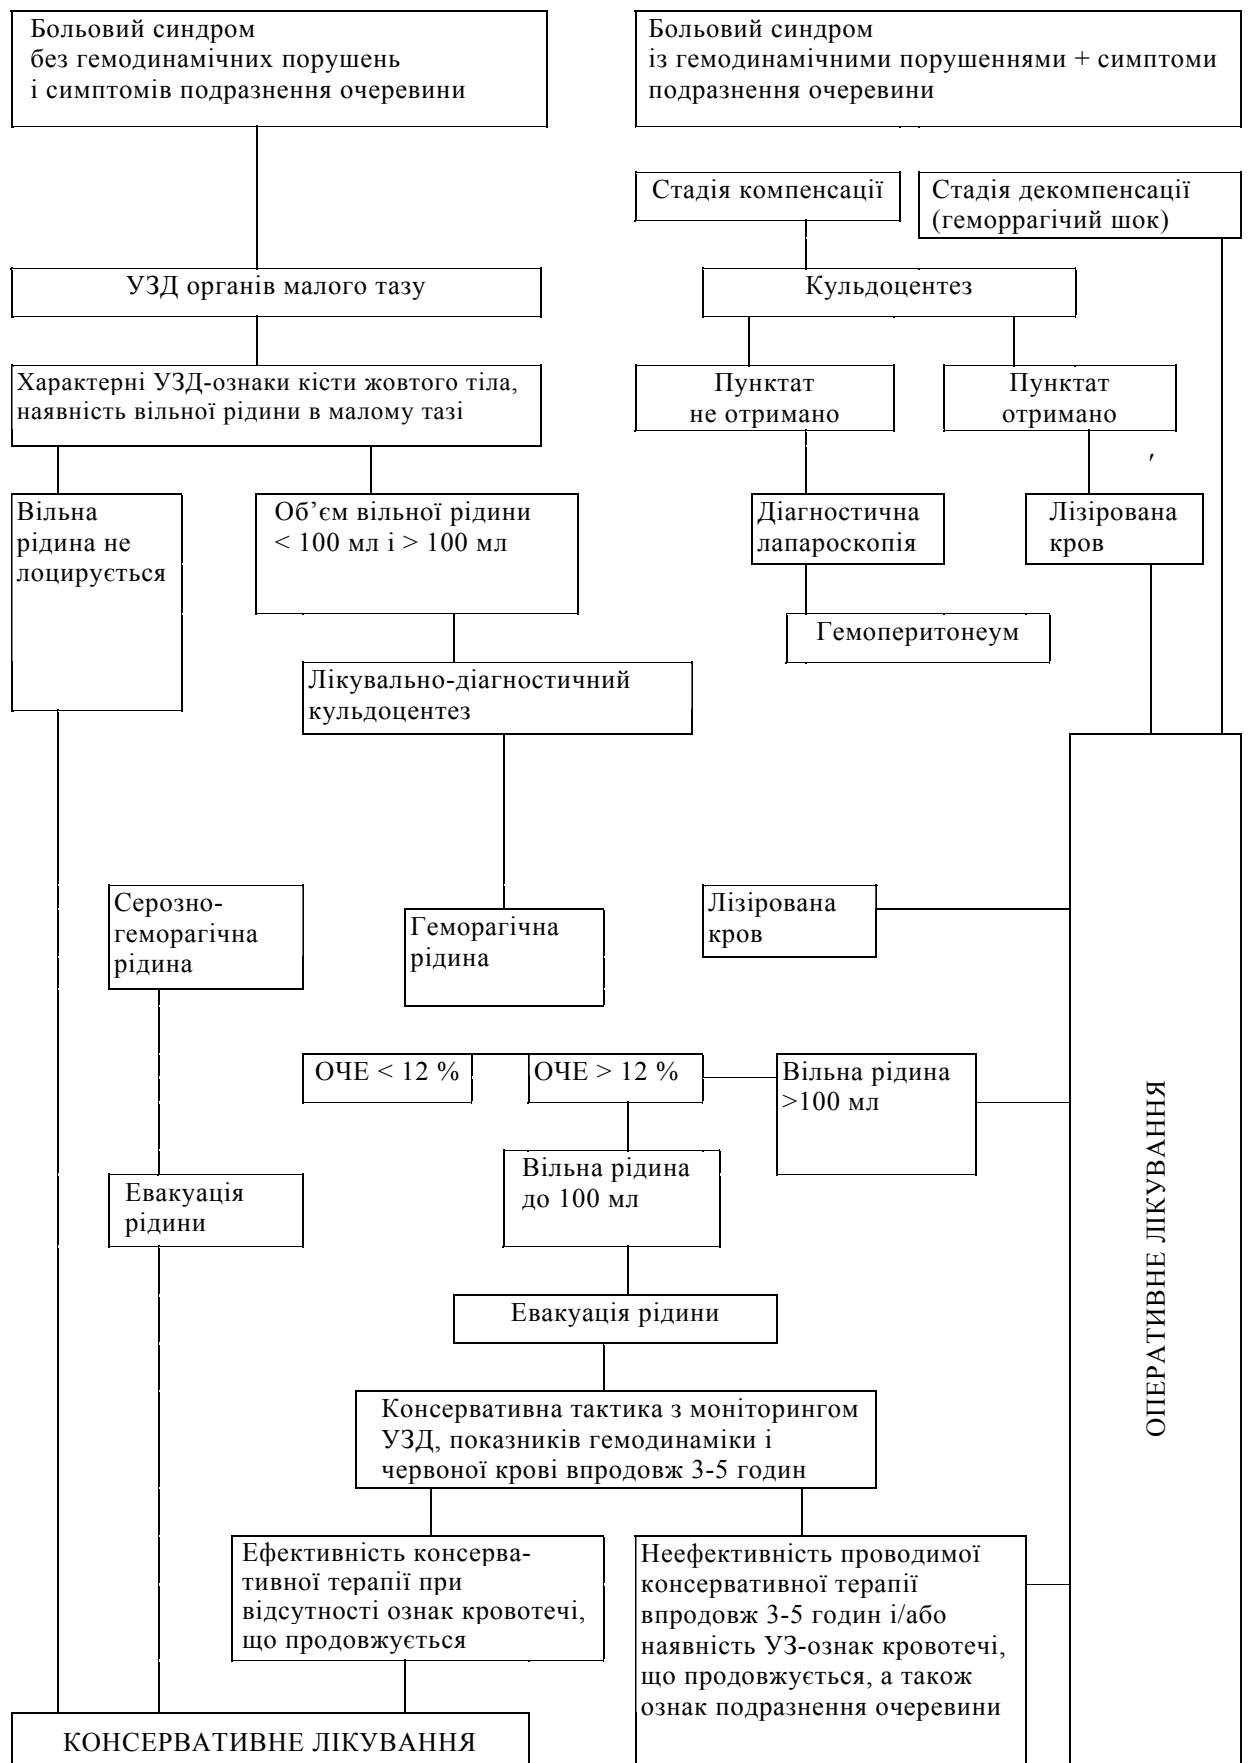 Больовий синдром
без гемодинамічних порушень
і симптомів подразнення очеревини
Больовий синдром
із гемодинамічними порушеннями + симптоми
подразнення очеревини
Стадія компенсації
Стадія декомпенсації
(геморрагічий шок)
УЗД органів малого тазу
Кульдоцентез
Характерні УЗД-ознаки кісти жовтого тіла,
наявність вільної рідини в малому тазі
Пунктат
не отримано
Пунктат
отримано
Вільна
рідина не
лоцирується
Об’єм вільної рідини
< 100 мл і > 100 мл
Діагностична
лапароскопія
Лізірована
кров
Гемоперитонеум
Лікувально-діагностичний
кульдоцентез
Серозно-
геморагічна
рідина
Геморагічна
рідина
Лізірована
кров
ОЧЕ < 12 %
ОЧЕ > 12 %
Вільна рідина
>100 мл
Евакуація
рідини
Вільна рідина
до 100 мл
Евакуація рідини
Консервативна тактика з моніторингом
УЗД, показників гемодинаміки і
червоної крові впродовж 3-5 годин
Ефективність консерва-
тивної терапії при
відсутності ознак кровотечі,
що продовжується
Неефективність проводимої
консервативної терапії
впродовж 3-5 годин і/або
наявність УЗ-ознак кровотечі,
що продовжується, а також
ознак подразнення очеревини
КОНСЕРВАТИВНЕ ЛІКУВАННЯ
ОПЕРАТИВНЕ ЛІКУВАННЯ